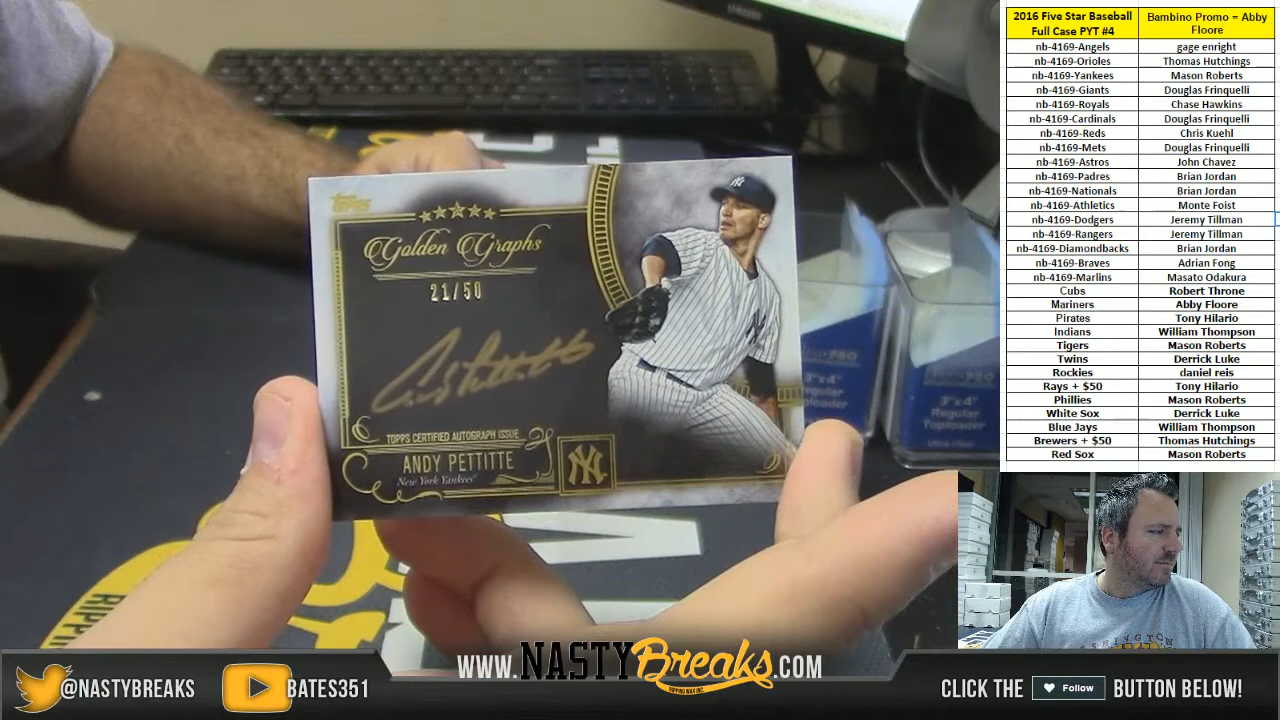 TOPPS
Golden Graphs
21/50
Andy Pettitte
TOPPS CERTIFIED AUTOGRAPH ISSUE
ANDY PETTITTE
New York Yankees
NY
3"x4"
Regular
Toploader
2016 Five Star Baseball Full Case PYT #4 Bambino Promo = Abby Floore
nb-4169-Angels gage enright
nb-4169-Orioles Thomas Hutchings
nb-4169-Yankees Mason Roberts
nb-4169-Giants Douglas Frinquelli
nb-4169-Royals Chase Hawkins
nb-4169-Cardinals Douglas Frinquelli
nb-4169-Reds Chris Kuehl
nb-4169-Mets Douglas Frinquelli
nb-4169-Astros John Chavez
nb-4169-Padres Brian Jordan
nb-4169-Nationals Brian Jordan
nb-4169-Athletics Monte Foist
nb-4169-Dodgers Jeremy Tillman
nb-4169-Rangers Jeremy Tillman
nb-4169-Diamondbacks Brian Jordan
nb-4169-Braves Adrian Fong
nb-4169-Marlins Masato Odakura
Cubs Robert Throne
Mariners Abby Floore
Pirates Tony Hilario
Indians William Thompson
Tigers Mason Roberts
Twins Derrick Luke
Rockies daniel reis
Rays + $50 Tony Hilario
Phillies Mason Roberts
White Sox Derrick Luke
Blue Jays William Thompson
Brewers + $50 Thomas Hutchings
Red Sox Mason Roberts
@NASTYBREAKS
BATES351
WWW.NASTYBreaks.COM
RIPPING WAX INC.
CLICK THE Follow BUTTON BELOW!